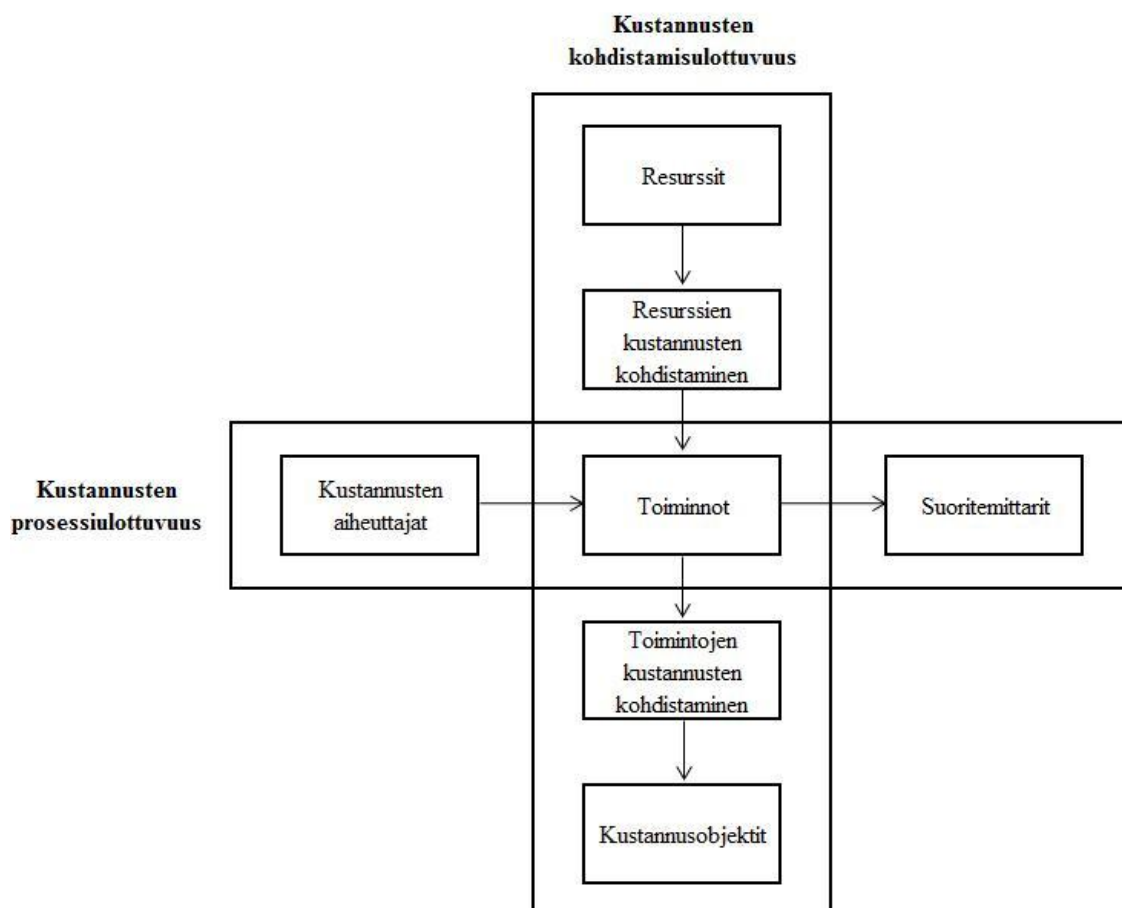 Kustannusten
kohdistamisulottuvuus
Resurssit
Resurssien
kustannusten
kohdistaminen
Kustannusten
prosessiulottuvuus
Kustannusten
aiheuttajat
Toiminnot
Suoritemittarit
Toimintojen
kustannusten
kohdistaminen
Kustannusobjektit